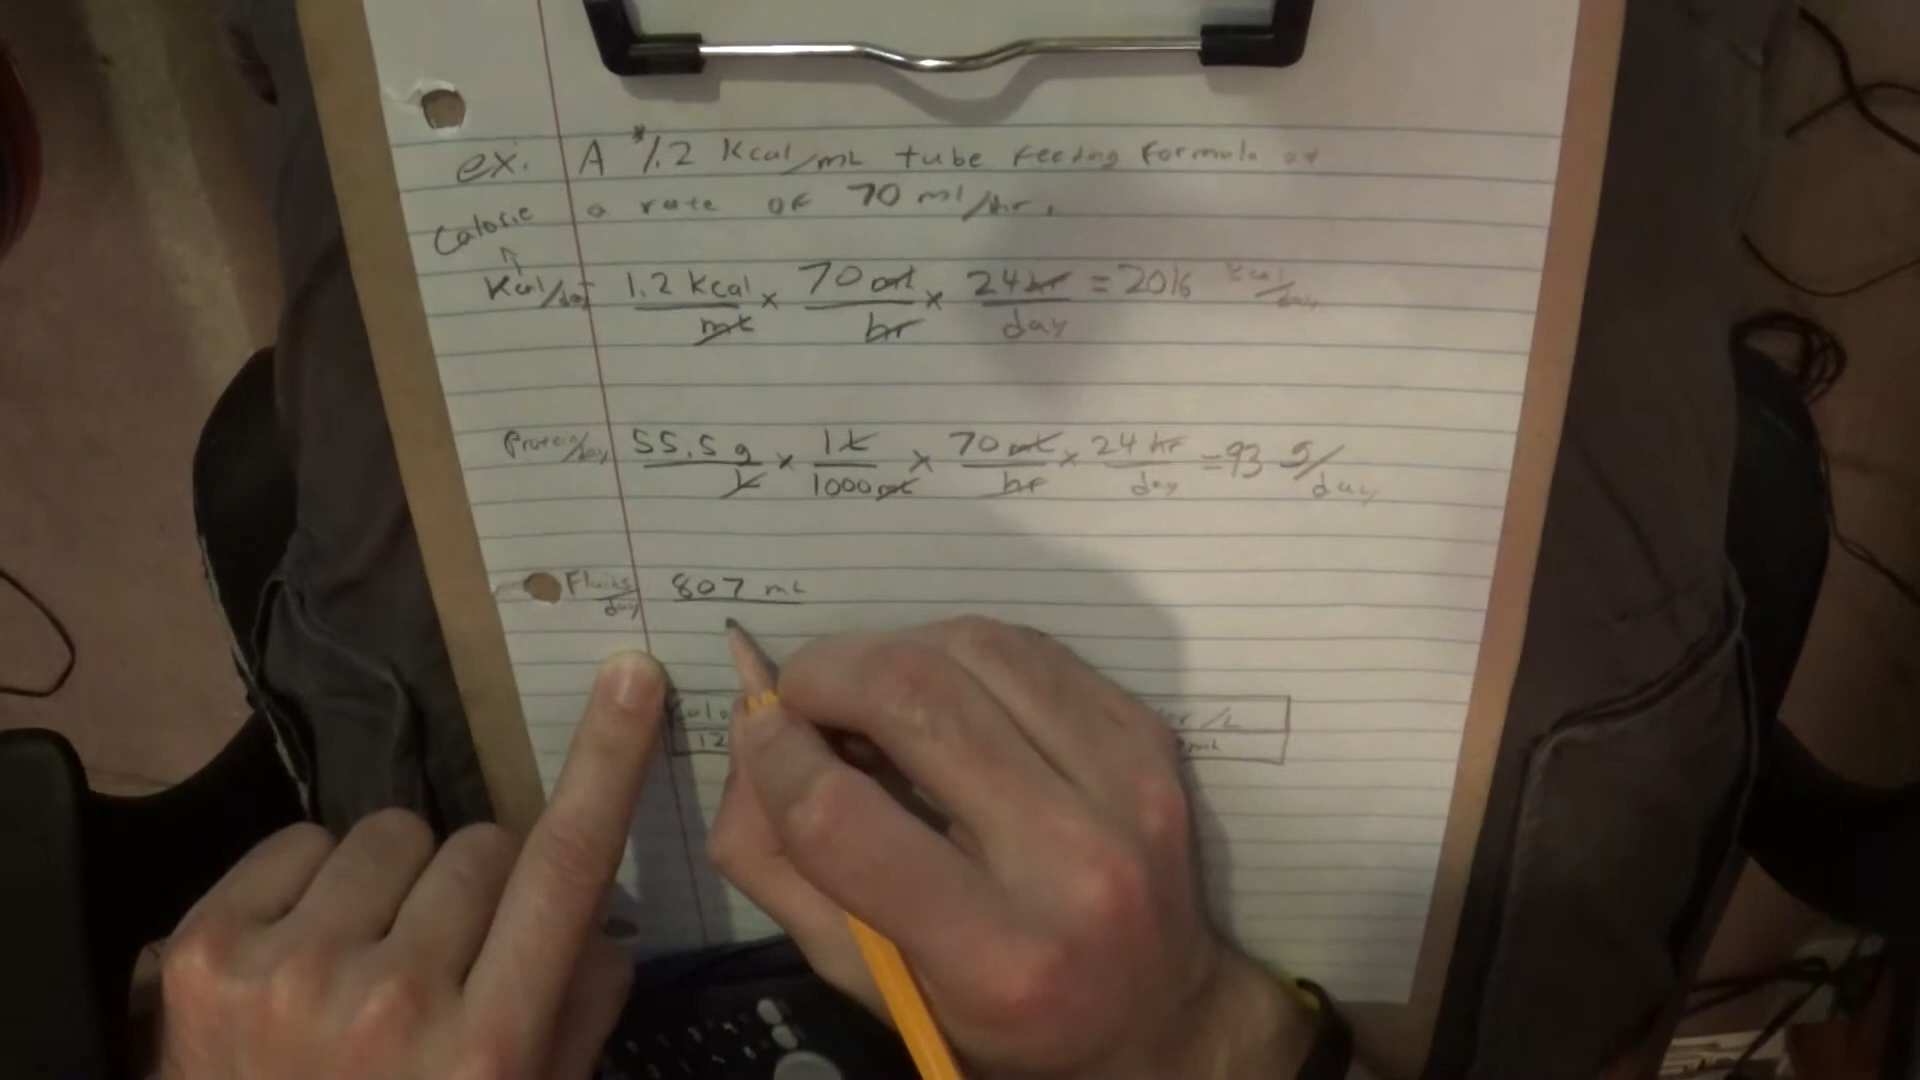 ex. A *1.2 Kcal/mL tube feeding formula at
a rate of 70 ml/hr.
Calorie
↑
Kcal/day = 1.2 Kcal/mL × 70 ml/hr × 24 hr/day = 2016 Kcal/day
Protein/day 55.5 g/L × 1 L/1000 mL × 70 mL/hr × 24 hr/day = 93 g/day
Fluids/day 807 mL
/L
12 mL